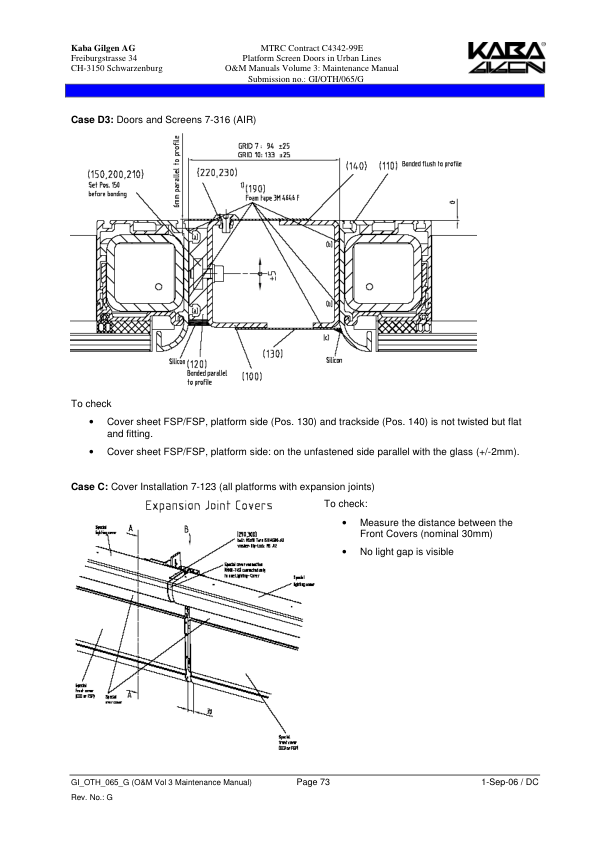 Kaba Gilgen AG
Freiburgstrasse 34
CH-3150 Schwarzenburg
MTRC Contract C4342-99E
Platform Screen Doors in Urban Lines
O&M Manuals Volume 3: Maintenance Manual
Submission no.: GI/OTH/065/G
KABA
GILGEN
Case D3: Doors and Screens 7-316 (AIR)
6mm parallel to profile
GRID 7: 94 ±25
GRID 10: 133 ±25
(150,200,210)
Set Pos. 150
before bonding
(220,230)
(190)
Foam tape 3M 4646 F
(140)
(110) Bonded flush to profile
0
(a)
(b)
±5
(a)
(b)
(c)
Silicon
(120)
Bonded parallel
to profile
(100)
(130)
Silicon
To check
• Cover sheet FSP/FSP, platform side (Pos. 130) and trackside (Pos. 140) is not twisted but flat
and fitting.
• Cover sheet FSP/FSP, platform side: on the unfastened side parallel with the glass (+/-2mm).
Case C: Cover Installation 7-123 (all platforms with expansion joints)
Expansion Joint Covers
Special
lighting cover
A
B
(290,300)
Special
lighting cover
Special
front cover
Special
A
30
Special
front cover
To check:
• Measure the distance between the
Front Covers (nominal 30mm)
• No light gap is visible
GI_OTH_065_G (O&M Vol 3 Maintenance Manual)
Page 73
1-Sep-06 / DC
Rev. No.: G